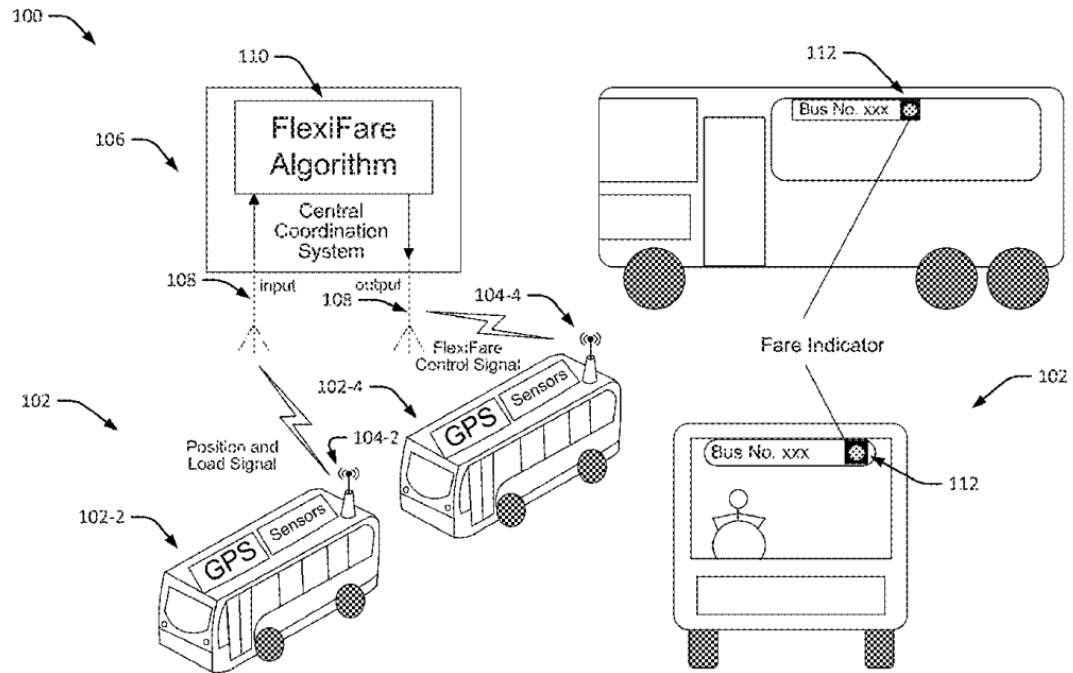 100
110
FlexiFare
Algorithm
106
Central
Coordination
System
108
input
output
108
104-4
FlexiFare
Control Signal
102-4
GPS
Sensors
102
Position and
Load Signal
104-2
102-2
GPS
Sensors
112
Bus No. xxx
Fare Indicator
102
Bus No. xxx
112